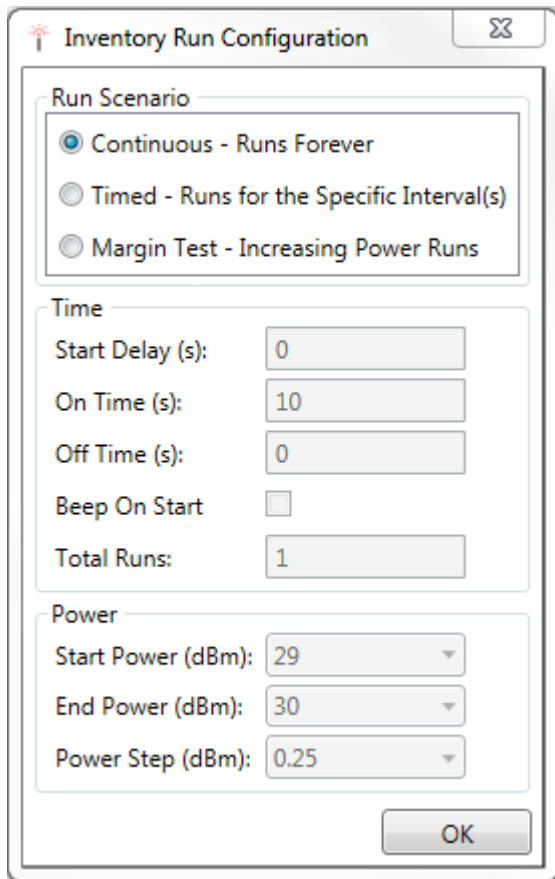 Inventory Run Configuration
Run Scenario
Continuous - Runs Forever
Timed - Runs for the Specific Interval(s)
Margin Test - Increasing Power Runs
Time
Start Delay (s): 0
On Time (s): 10
Off Time (s): 0
Beep On Start
Total Runs: 1
Power
Start Power (dBm): 29
End Power (dBm): 30
Power Step (dBm): 0.25
OK